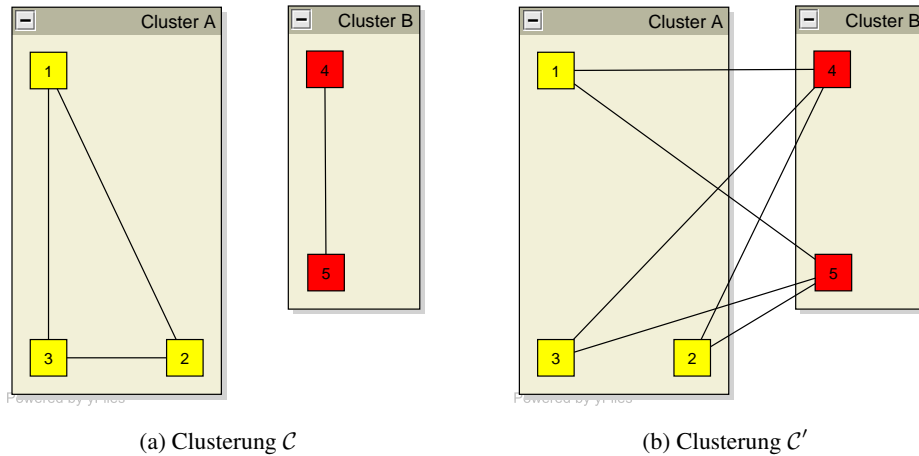 Cluster A
Cluster B
1
4
5
3
2
Powered by yFiles
(a) Clusterung C
Cluster A
Cluster B
1
4
5
3
2
Powered by yFiles
(b) Clusterung C′